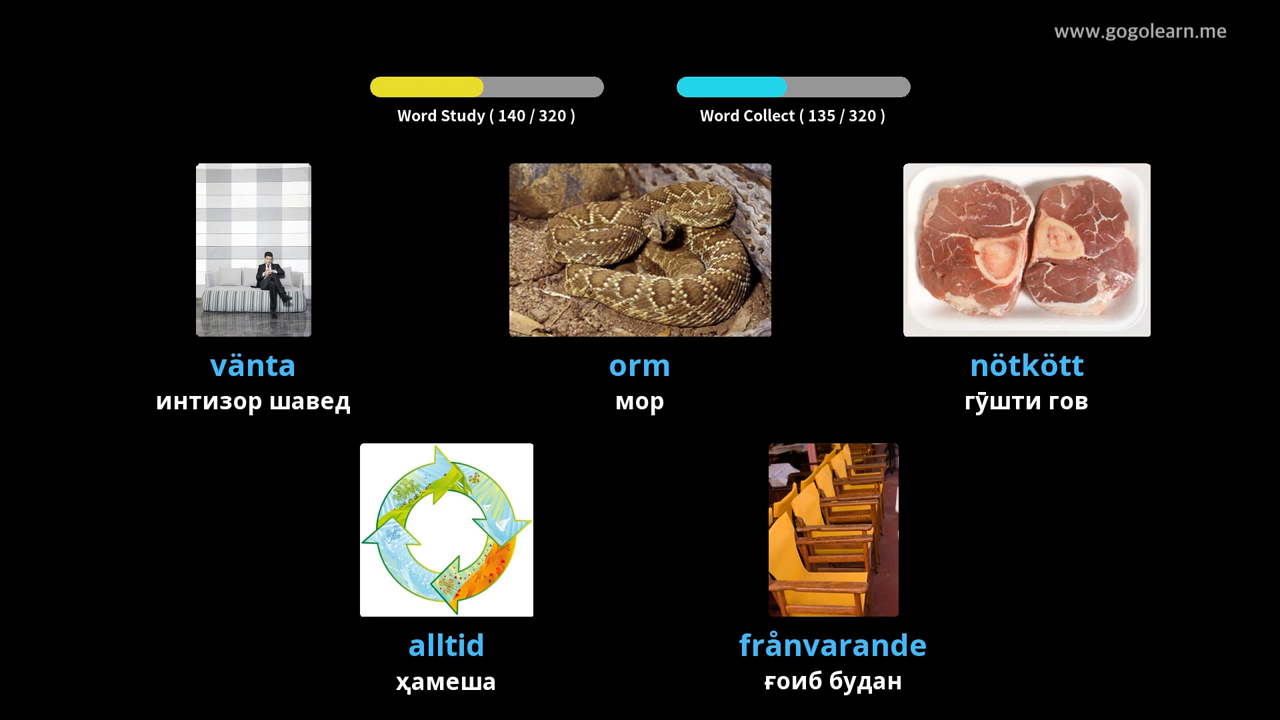 www.gogolearn.me
Word Study ( 140 / 320 )
Word Collect ( 135 / 320 )
vänta
интизор шавед
orm
мор
nötkött
гӯшти гов
alltid
ҳамеша
frånvarande
ғоиб будан